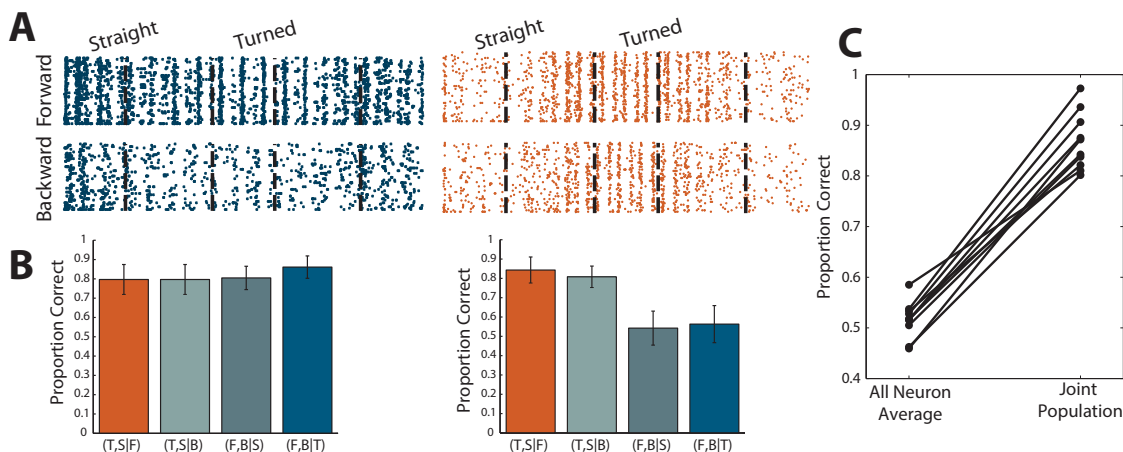 A
Straight
Turned
Straight
Turned
Forward
Backward
B
Proportion Correct
1
0.9
0.8
0.7
0.6
0.5
0.4
0.3
0.2
0.1
0
(T,S|F)
(T,S|B)
(F,B|S)
(F,B|T)
Proportion Correct
1
0.9
0.8
0.7
0.6
0.5
0.4
0.3
0.2
0.1
0
(T,S|F)
(T,S|B)
(F,B|S)
(F,B|T)
C
Proportion Correct
1
0.9
0.8
0.7
0.6
0.5
0.4
All Neuron
Average
Joint
Population